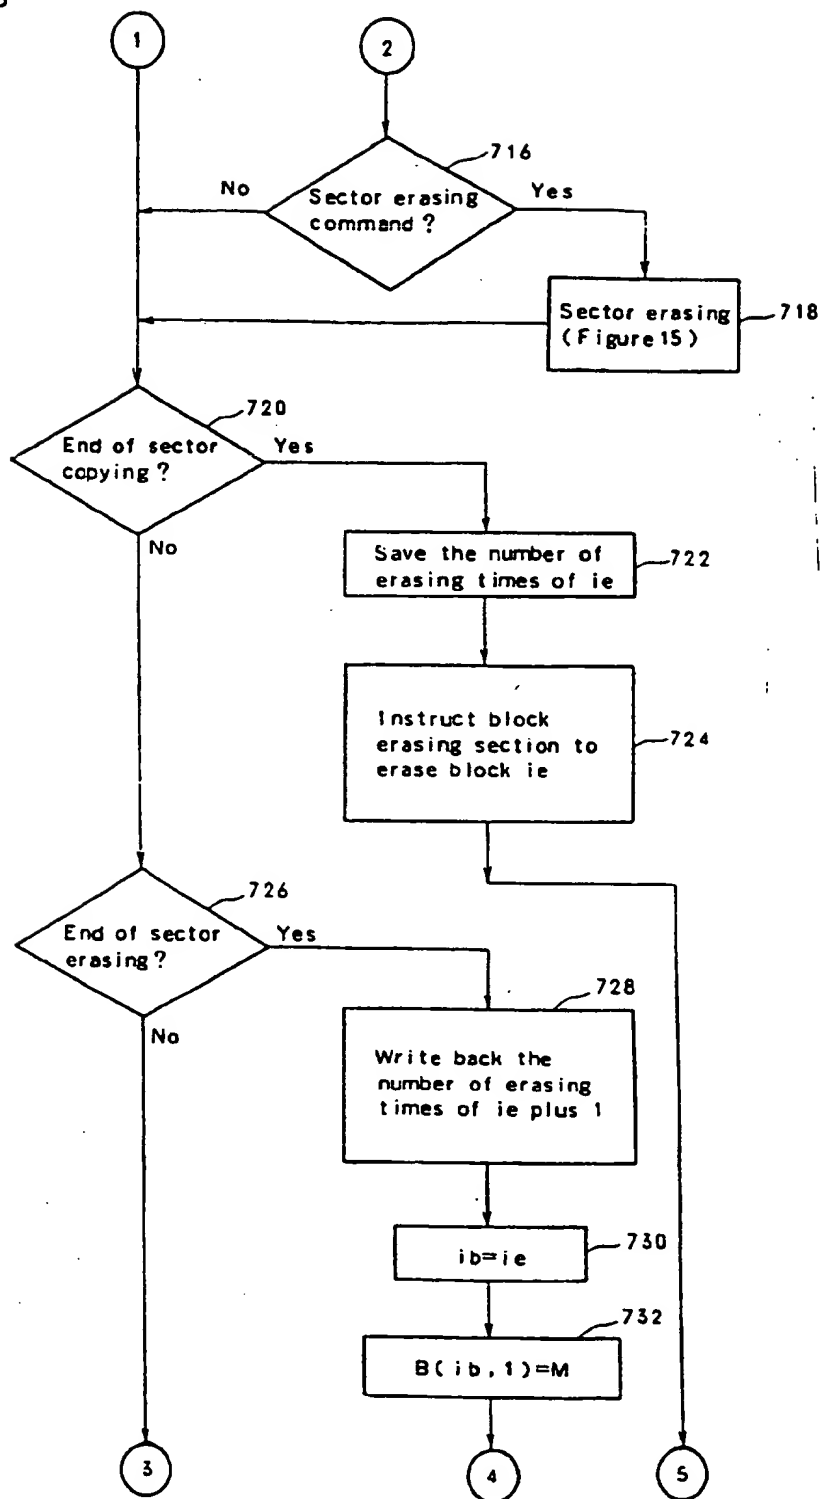 1
2
716
No
Sector erasing
command?
Yes
Sector erasing
(Figure 15)
718
720
End of sector
copying?
Yes
No
Save the number of
erasing times of ie
722
Instruct block
erasing section to
erase block ie
724
726
End of sector
erasing?
Yes
No
728
Write back the
number of erasing
times of ie plus 1
ib=ie
730
732
B(ib,1)=M
3
4
5